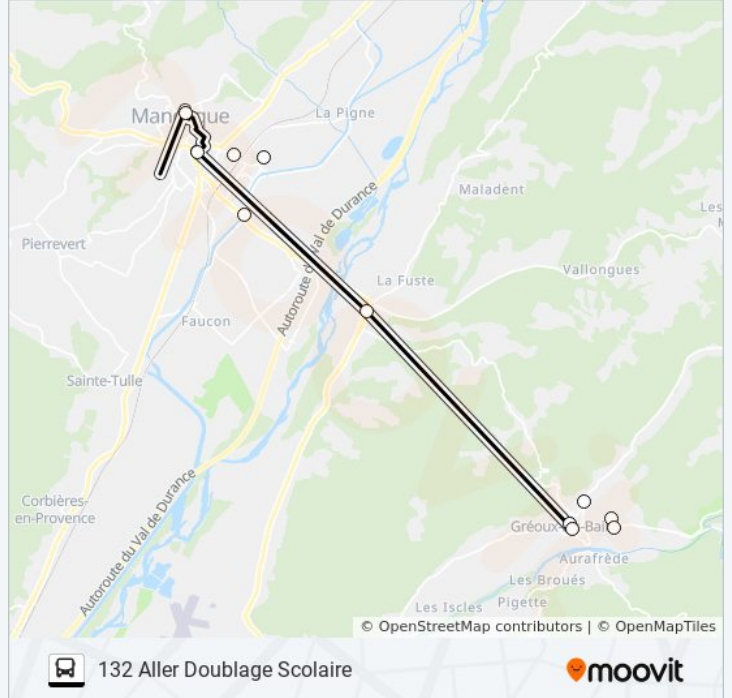 Manosque
La Pigne
Maladent
Les
Pierrevert
Autoroute du Val de Durance
Vallongues
La Fuste
Faucon
Sainte-Tulle
Corbières-
en-Provence
Autoroute du Val de Durance
Gréoux-les-Bains
Aurafrède
Les Broués
Les Iscles
Pigette
© OpenStreetMap contributors | © OpenMapTiles
132 Aller Doublage Scolaire
moovit